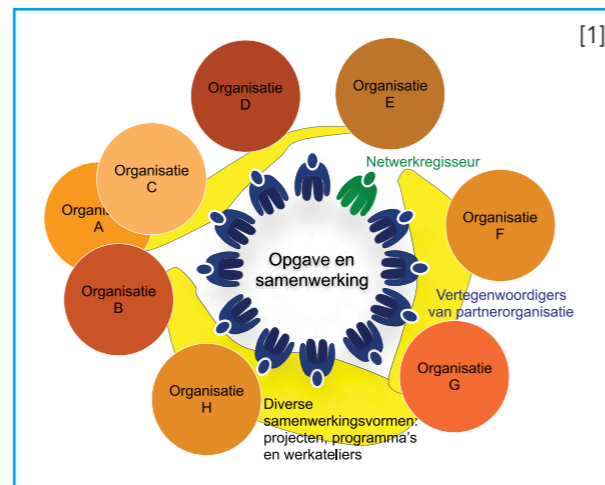 [1]
Organisatie
D
Organisatie
E
Netwerkregisseur
Organisatie
C
Organis
A
Organisatie
F
Opgave en
samenwerking
Organisatie
B
Vertegenwoordigers
van partnerorganisatie
Organisatie
G
Organisatie
H
Diverse
samenwerkingsvormen:
projecten, programma's
en werkateliers